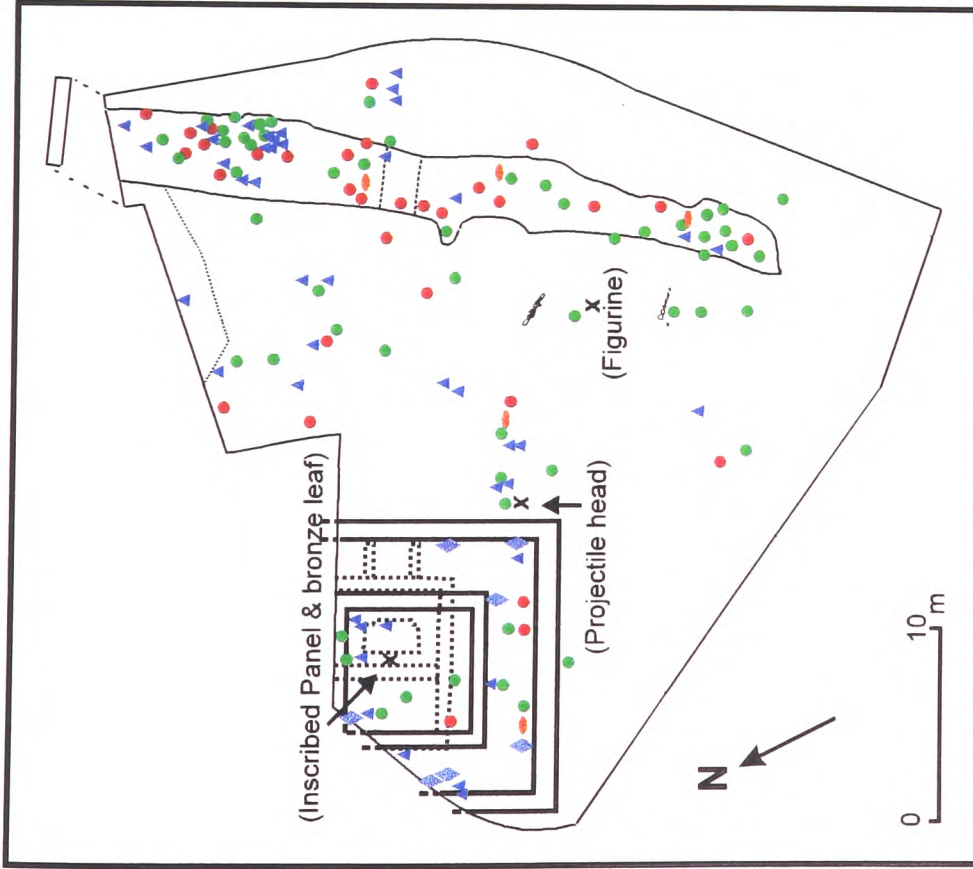 (Inscribed Panel & bronze leaf)
(Figurine)
x
x
(Projectile head)
x
N
0
10
m